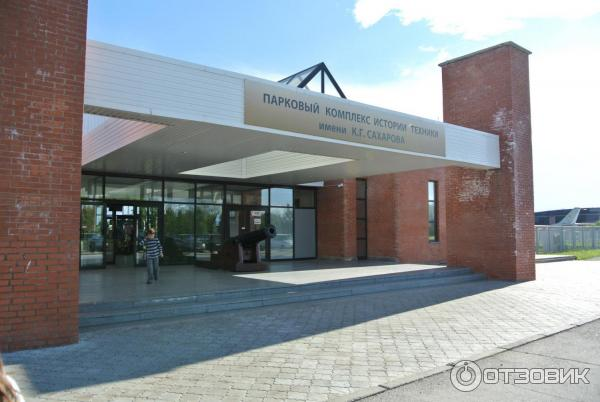 ПАРКОВЫЙ КОМПЛЕКС ИСТОРИИ ТЕХНИКИ
имени К.Г. САХАРОВА
ОТЗОВИК